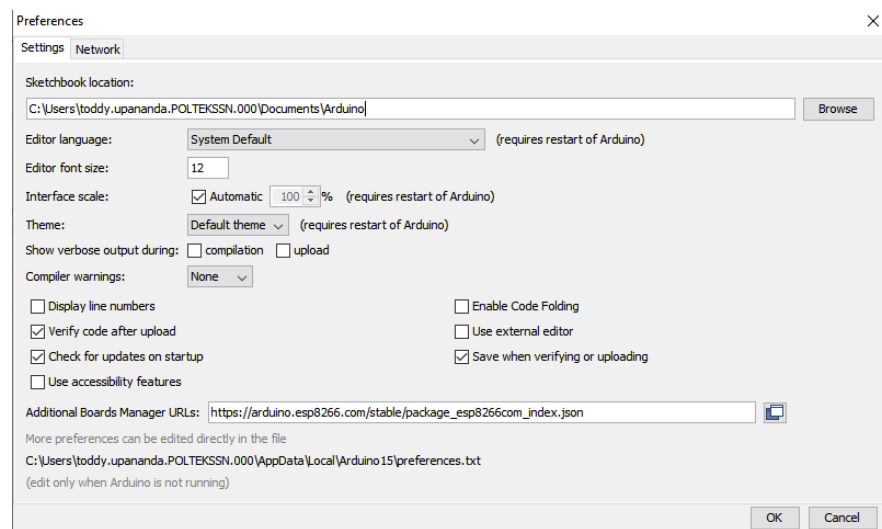 Preferences
Settings Network
Sketchbook location:
C:\Users\toddy.upananda.POLTEKSSN.000\Documents\Arduino Browse
Editor language: System Default (requires restart of Arduino)
Editor font size: 12
Interface scale: Automatic 100 % (requires restart of Arduino)
Theme: Default theme (requires restart of Arduino)
Show verbose output during: compilation upload
Compiler warnings: None
Display line numbers Enable Code Folding
Verify code after upload Use external editor
Check for updates on startup Save when verifying or uploading
Use accessibility features
Additional Boards Manager URLs: https://arduino.esp8266.com/stable/package_esp8266com_index.json
More preferences can be edited directly in the file
C:\Users\toddy.upananda.POLTEKSSN.000\AppData\Local\Arduino15\preferences.txt
(edit only when Arduino is not running)
OK Cancel